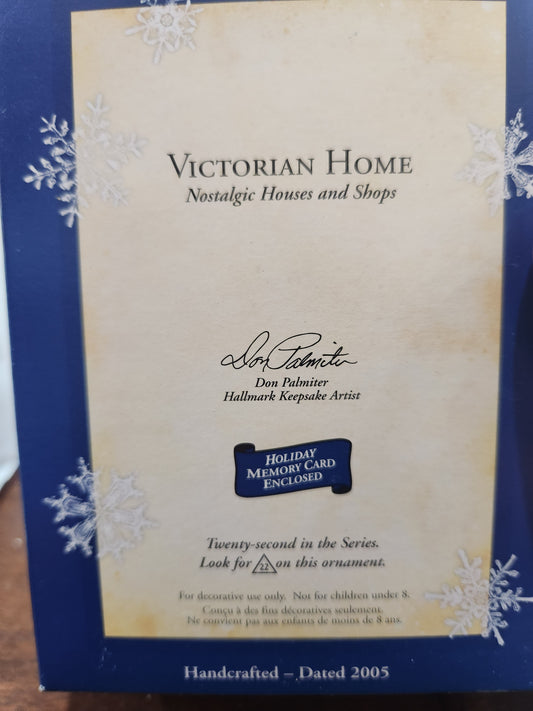 VICTORIAN HOME
Nostalgic Houses and Shops
Don Palmiter
Don Palmiter
Hallmark Keepsake Artist
HOLIDAY
MEMORY CARD
ENCLOSED
Twenty-second in the Series.
Look for 22 on this ornament.
For decorative use only. Not for children under 8.
Conçu à des fins décoratives seulement.
Ne convient pas aux enfants de moins de 8 ans.
Handcrafted – Dated 2005